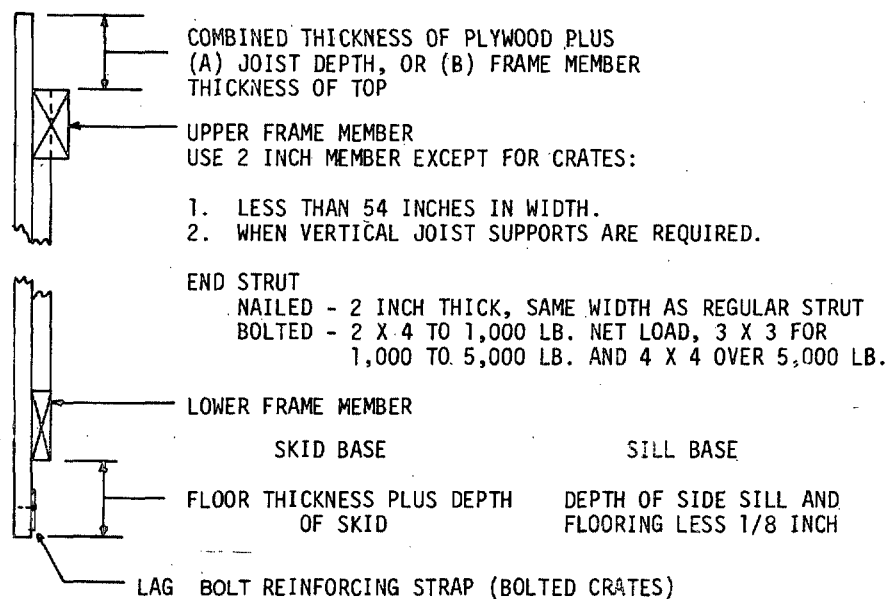 COMBINED THICKNESS OF PLYWOOD PLUS
(A) JOIST DEPTH, OR (B) FRAME MEMBER
THICKNESS OF TOP
UPPER FRAME MEMBER
USE 2 INCH MEMBER EXCEPT FOR CRATES:
1. LESS THAN 54 INCHES IN WIDTH.
2. WHEN VERTICAL JOIST SUPPORTS ARE REQUIRED.
END STRUT
NAILED - 2 INCH THICK, SAME WIDTH AS REGULAR STRUT
BOLTED - 2 X 4 TO 1,000 LB. NET LOAD, 3 X 3 FOR
1,000 TO 5,000 LB. AND 4 X 4 OVER 5,000 LB.
LOWER FRAME MEMBER
SKID BASE SILL BASE
FLOOR THICKNESS PLUS DEPTH DEPTH OF SIDE SILL AND
OF SKID FLOORING LESS 1/8 INCH
LAG BOLT REINFORCING STRAP (BOLTED CRATES)